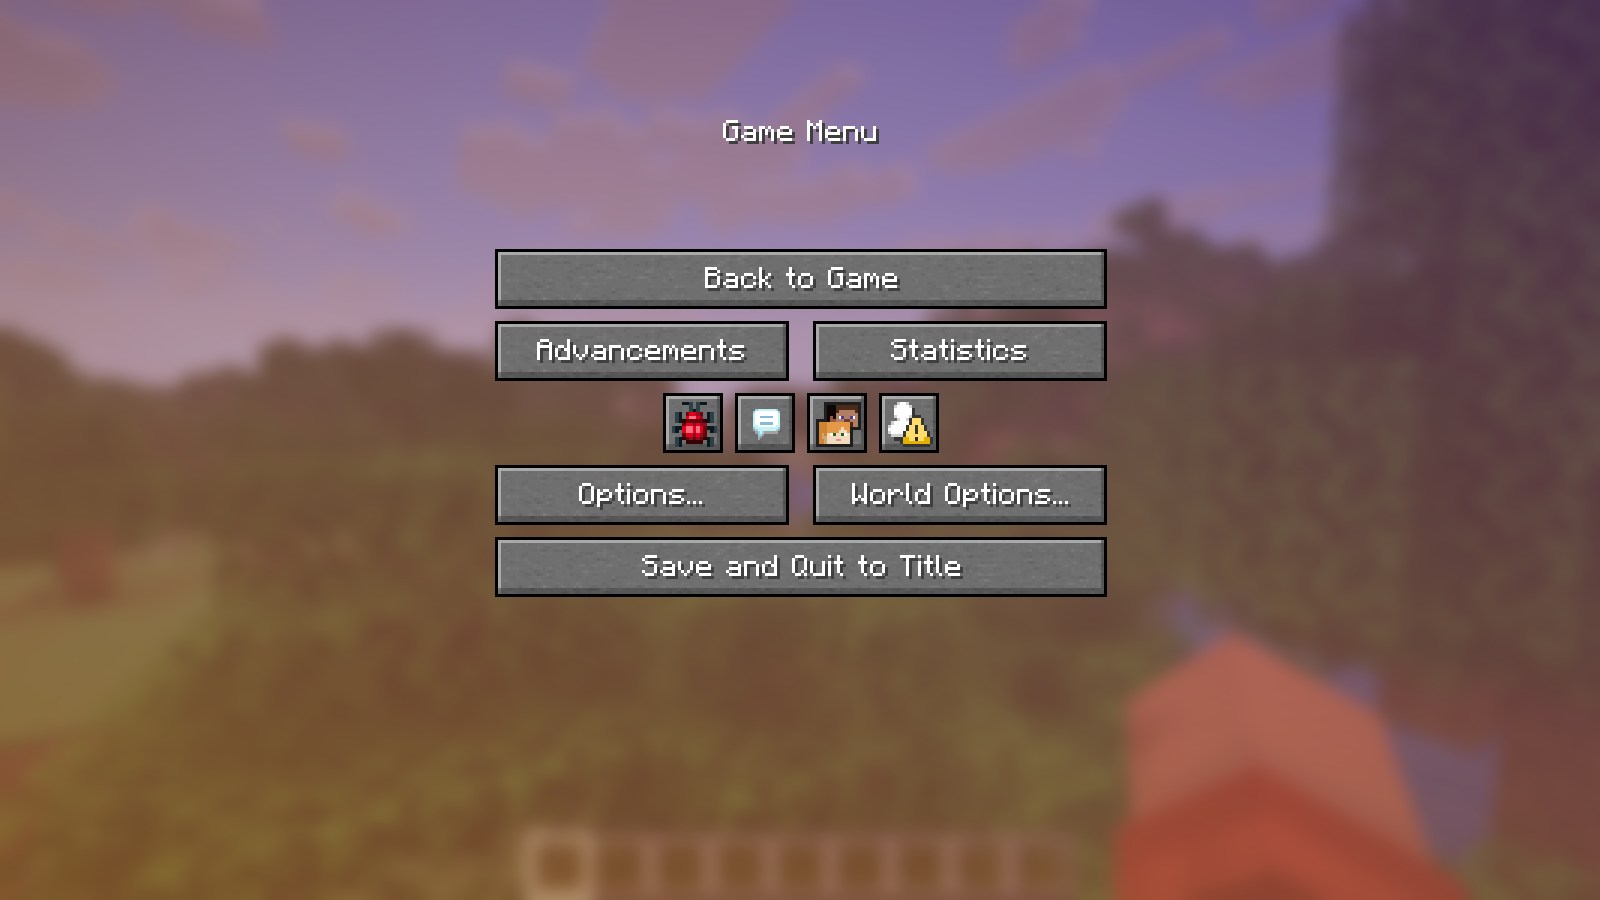 Game Menu
Back to Game
Advancements
Statistics
Options...
World Options...
Save and Quit to Title